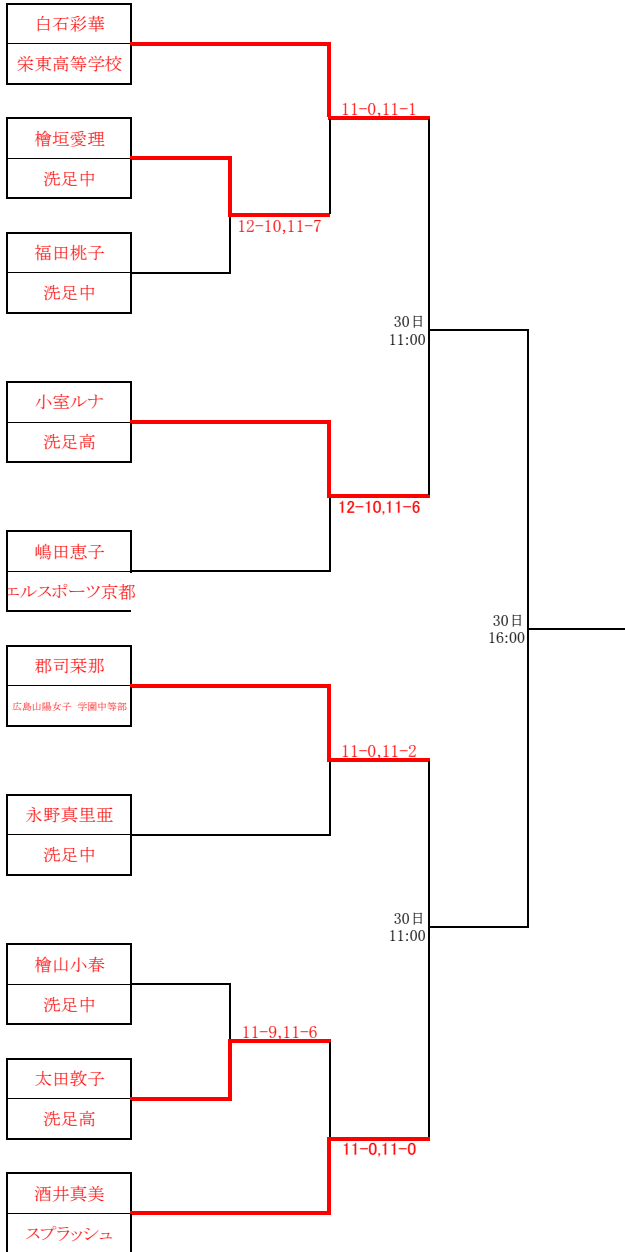 白石彩華
栄東高等学校
11-0,11-1
檜垣愛理
洗足中
12-10,11-7
福田桃子
洗足中
30日
11:00
小室ルナ
洗足高
12-10,11-6
嶋田恵子
エルスポーツ京都
30日
16:00
郡司栞那
広島山陽女子 学園中等部
11-0,11-2
永野真里亜
洗足中
30日
11:00
檜山小春
洗足中
11-9,11-6
太田敦子
洗足高
11-0,11-0
酒井真美
スプラッシュ